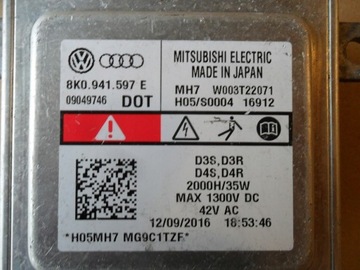 8K0.941.597 E
09049746 DOT
MITSUBISHI ELECTRIC
MADE IN JAPAN
MH7 W003T22071
H05/S0004 16912
D3S,D3R
D4S,D4R
2000H/35W
MAX 1300V DC
42V AC
12/09/2016 18:53:46
*H05MH7 MG9C1TZF*